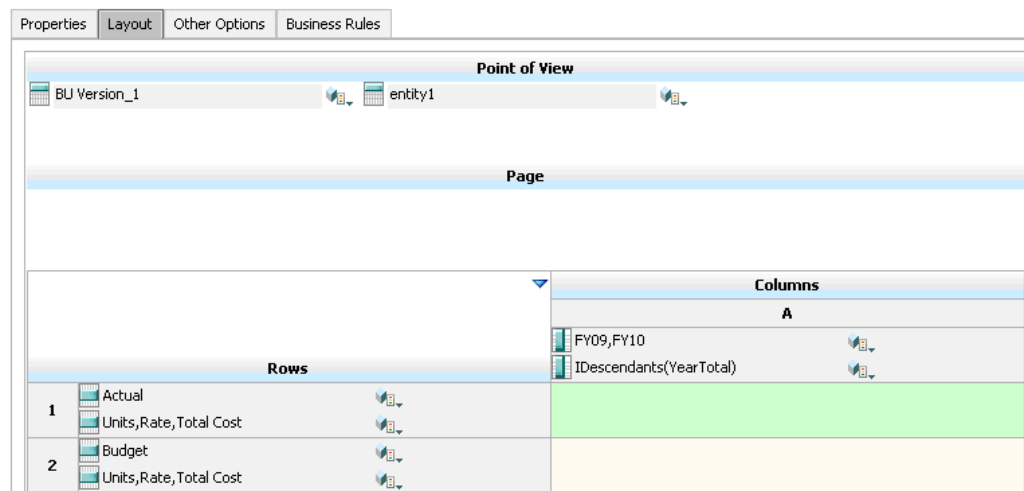 Properties Layout Other Options Business Rules
Point of View
BU Version_1 entity1
Page
Columns
A
FY09,FY10
Rows IDescendants(YearTotal)
1 Actual
Units,Rate,Total Cost
2 Budget
Units,Rate,Total Cost